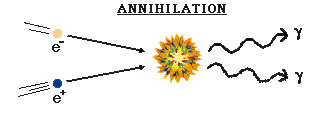 ANNIHILATION
e⁻
γ
e⁺
γ